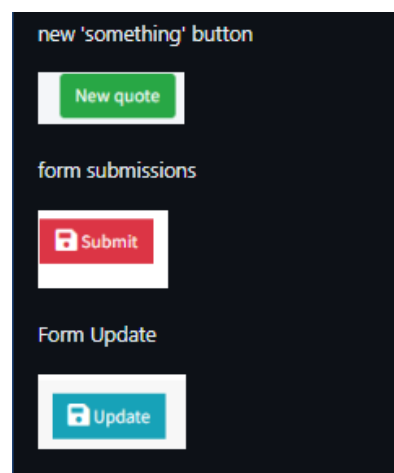 new 'something' button
New quote
form submissions
Submit
Form Update
Update